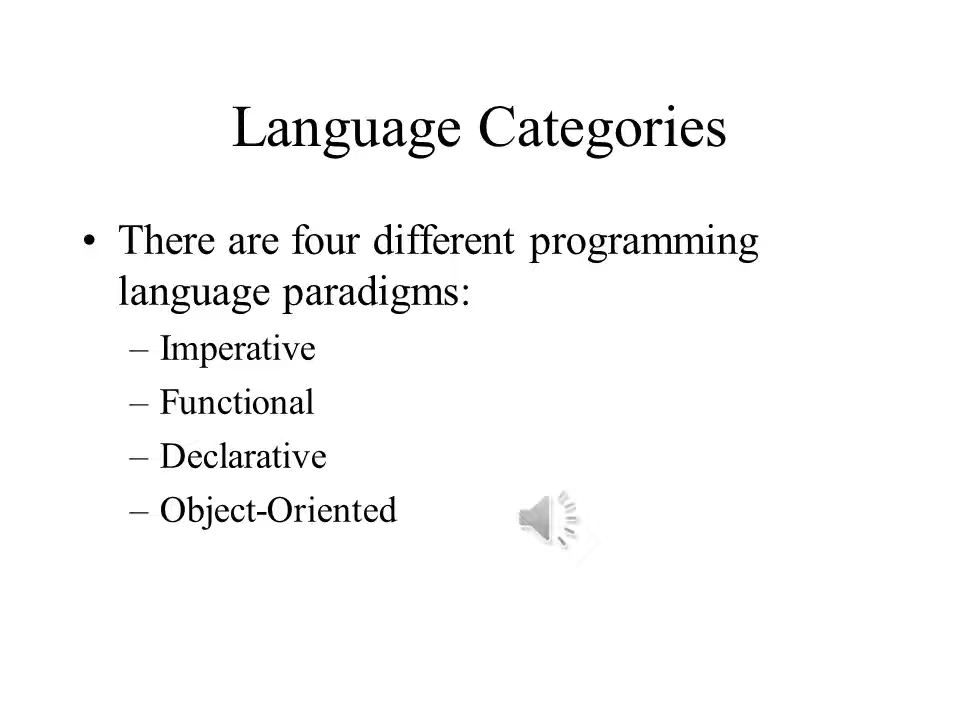 Language Categories
• There are four different programming
language paradigms:
– Imperative
– Functional
– Declarative
– Object-Oriented